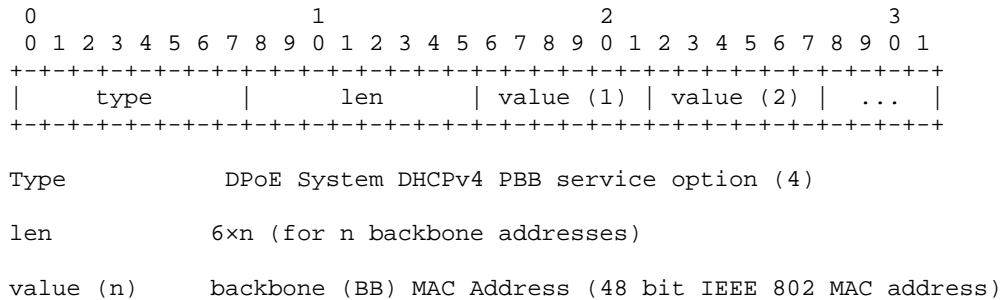 0                   1                   2                   3
 0 1 2 3 4 5 6 7 8 9 0 1 2 3 4 5 6 7 8 9 0 1 2 3 4 5 6 7 8 9 0 1
+-+-+-+-+-+-+-+-+-+-+-+-+-+-+-+-+-+-+-+-+-+-+-+-+-+-+-+-+-+-+-+-+
|     type      |      len      | value (1) | value (2) |  ...  |
+-+-+-+-+-+-+-+-+-+-+-+-+-+-+-+-+-+-+-+-+-+-+-+-+-+-+-+-+-+-+-+-+
Type           DPoE System DHCPv4 PBB service option (4)
len           6×n (for n backbone addresses)
value (n)     backbone (BB) MAC Address (48 bit IEEE 802 MAC address)